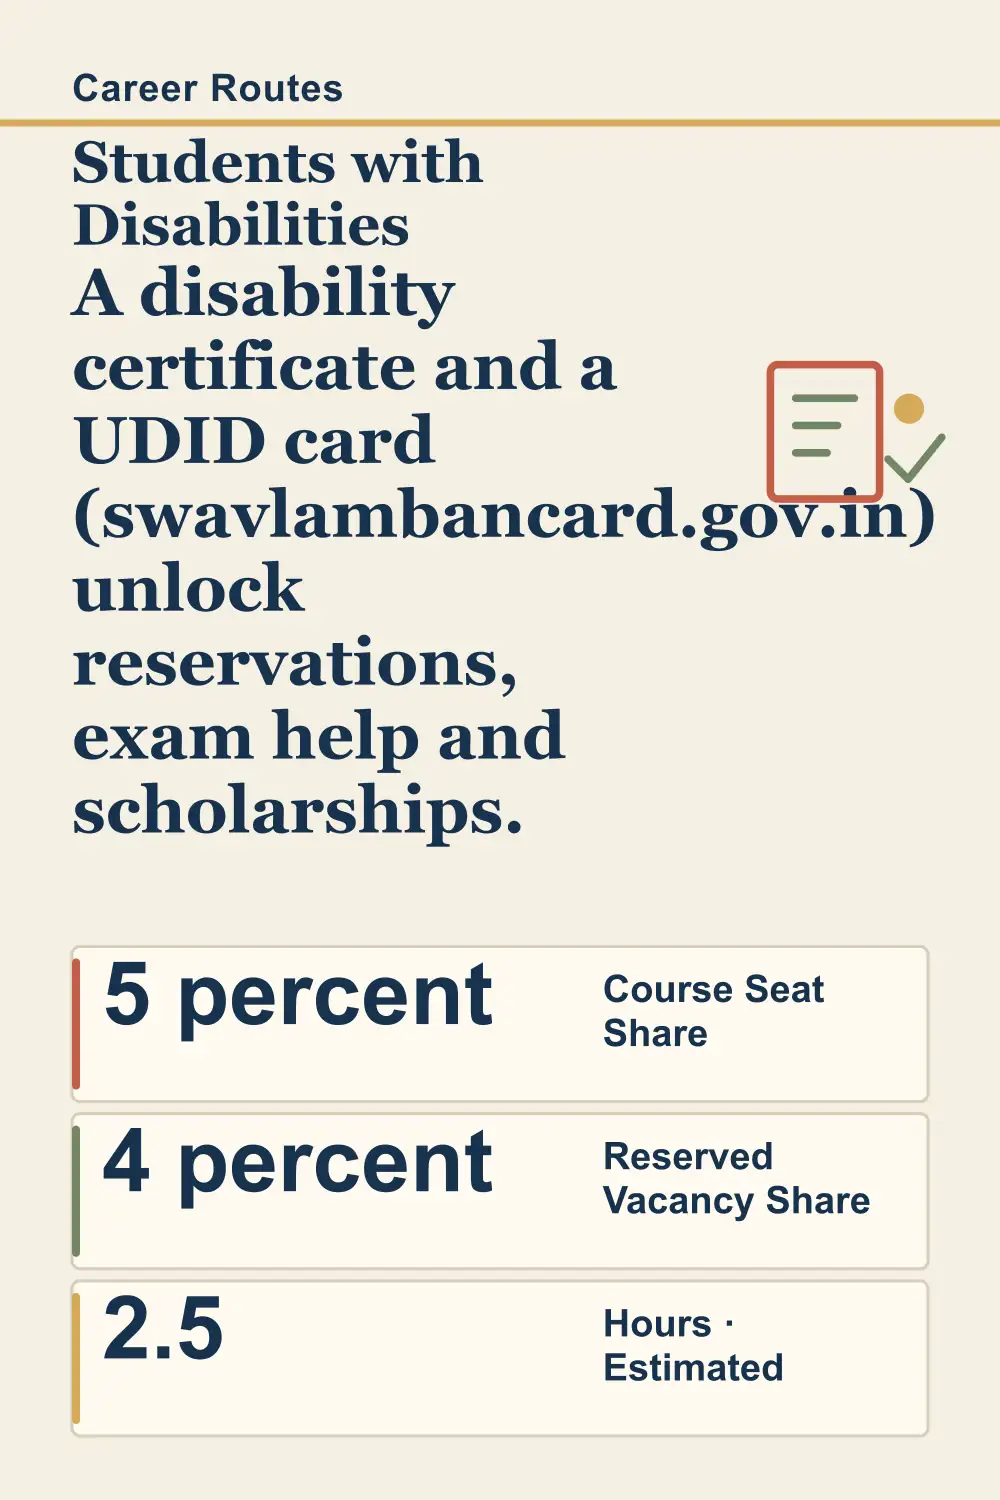 Career Routes
Students with
Disabilities
A disability
certificate and a
UDID card
(swavlambancard.gov.in)
unlock
reservations,
exam help and
scholarships.
5 percent
Course Seat
Share
4 percent
Reserved
Vacancy Share
2.5
Hours ·
Estimated